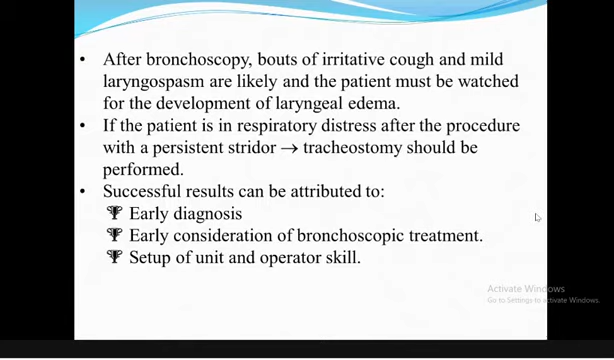 • After bronchoscopy, bouts of irritative cough and mild
laryngospasm are likely and the patient must be watched
for the development of laryngeal edema.
• If the patient is in respiratory distress after the procedure
with a persistent stridor → tracheostomy should be
performed.
• Successful results can be attributed to:
Early diagnosis
Early consideration of bronchoscopic treatment.
Setup of unit and operator skill.
Activate Windows
Go to Settings to activate Windows.